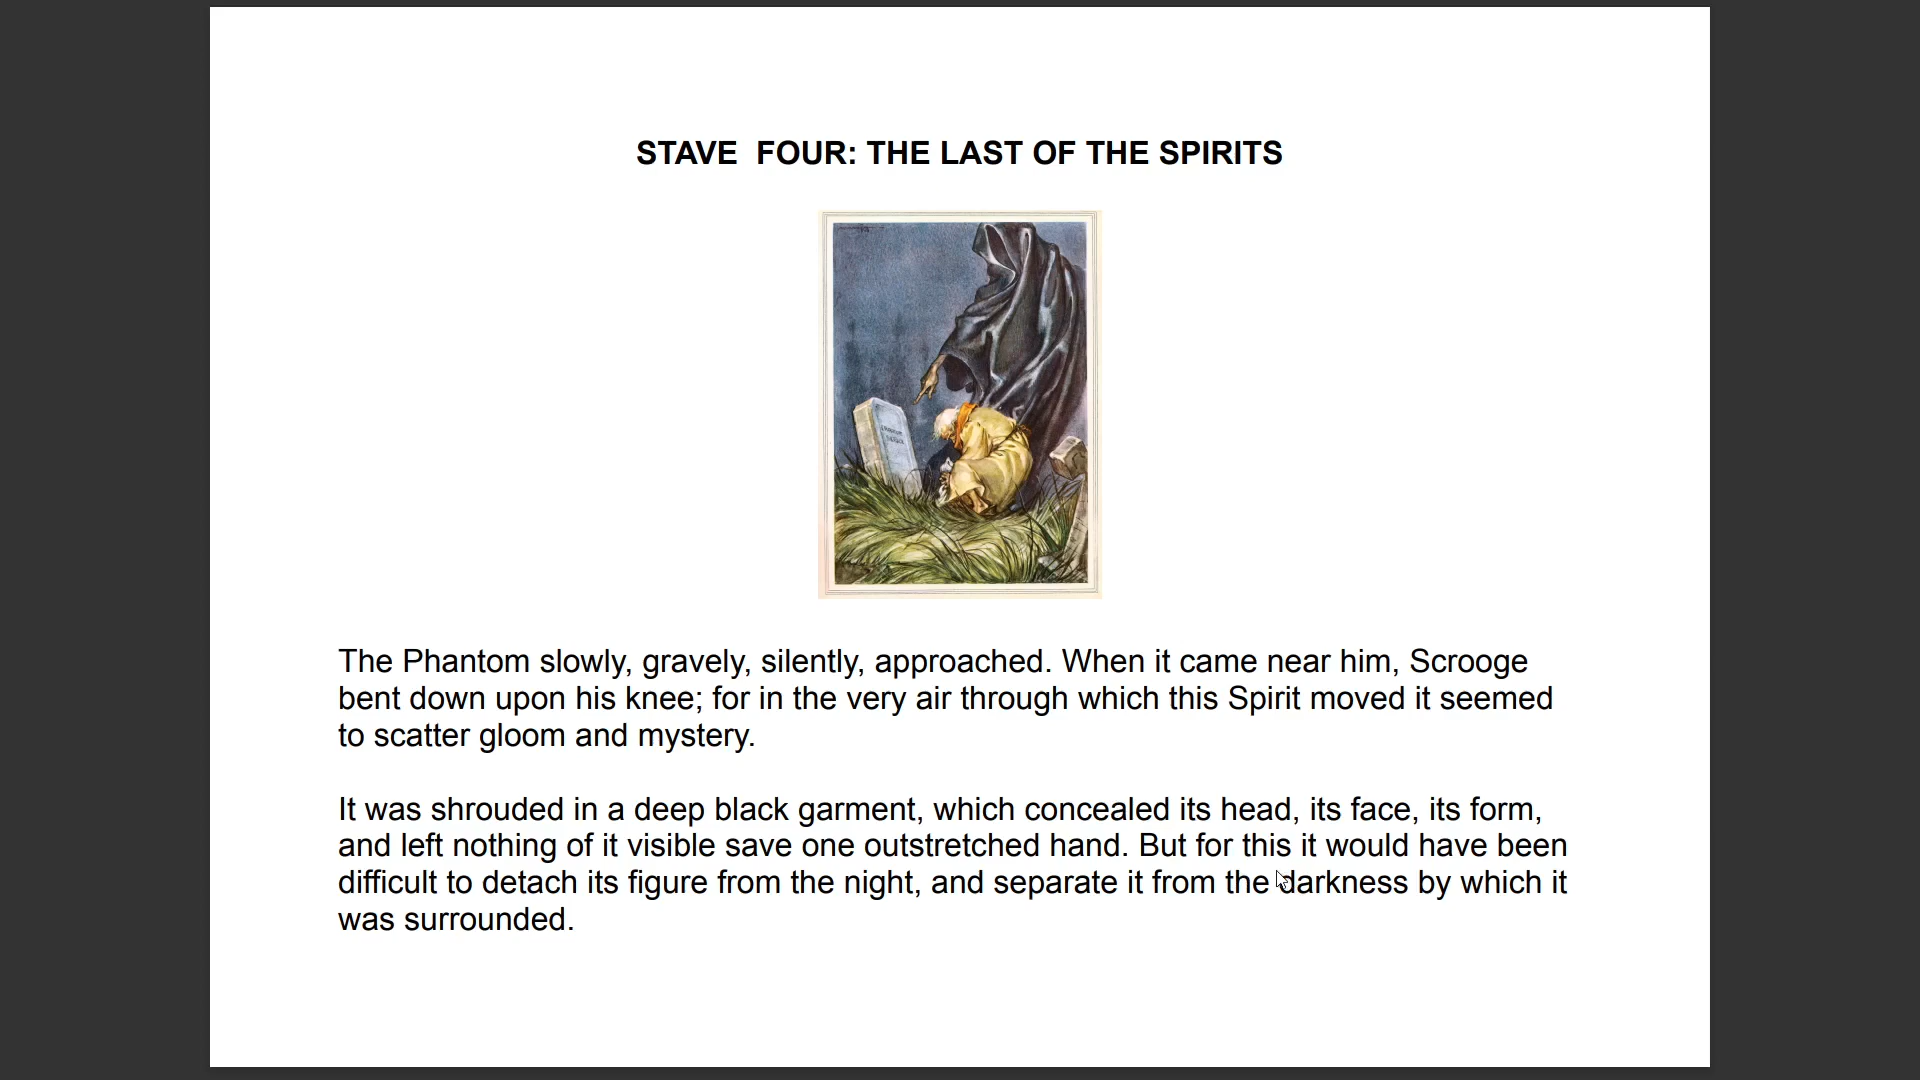 STAVE  FOUR: THE LAST OF THE SPIRITS
The Phantom slowly, gravely, silently, approached. When it came near him, Scrooge
bent down upon his knee; for in the very air through which this Spirit moved it seemed
to scatter gloom and mystery.
It was shrouded in a deep black garment, which concealed its head, its face, its form,
and left nothing of it visible save one outstretched hand. But for this it would have been
difficult to detach its figure from the night, and separate it from the darkness by which it
was surrounded.